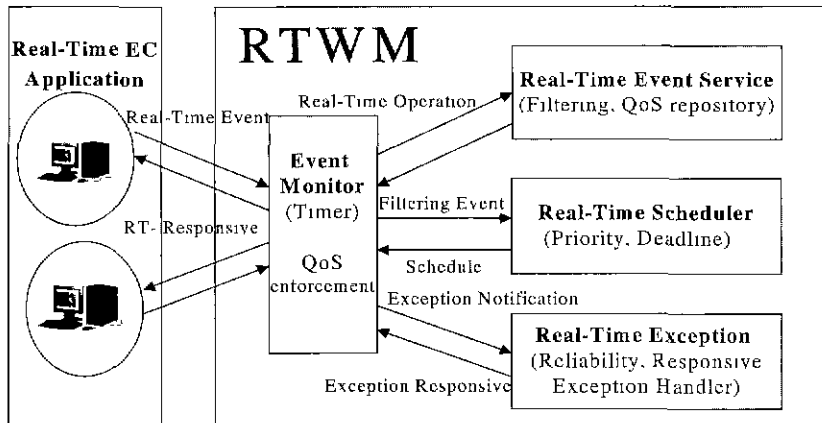 Real-Time EC
Application
RTWM
Real-Time Event
RT- Responsive
Event
Monitor
(Timer)
QoS
entorcement
Real-Time Operation
Filtering Event
Schedule
Exception Notification
Exception Responsive
Real-Time Event Service
(Filtering, QoS repository)
Real-Time Scheduler
(Priority, Deadline)
Real-Time Exception
(Reliability, Responsive
Exception Handler)